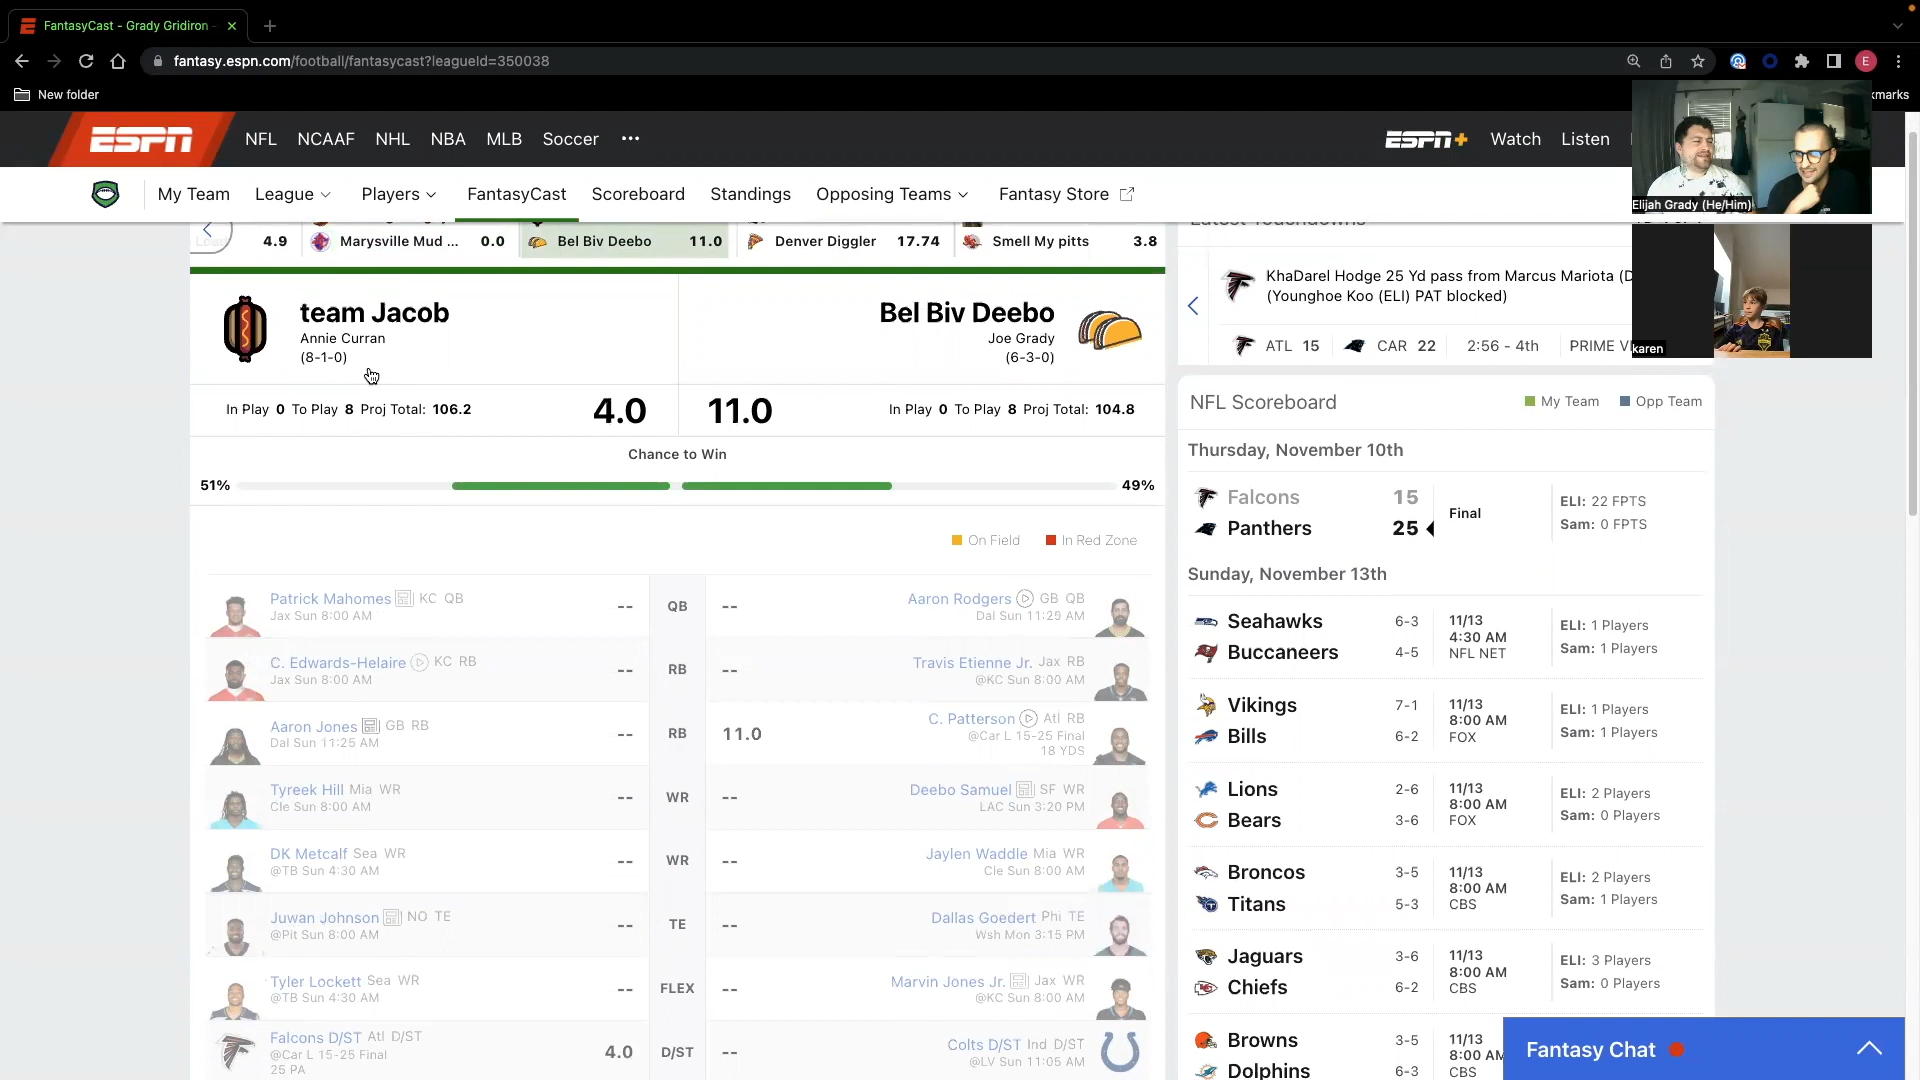 FantasyCast - Grady Gridiron -
fantasy.espn.com/football/fantasycast?leagueId=350038
E
New folder
kmarks
ESPN
NFL
NCAAF
NHL
NBA
MLB
Soccer
ESPN+
Watch
Listen
My Team
League
Players
FantasyCast
Scoreboard
Standings
Opposing Teams
Fantasy Store
Elijah Grady (He/Him)
karen
4.9
Marysville Mud ... 0.0
Bel Biv Deebo 11.0
Denver Diggler 17.74
Smell My pitts 3.8
team Jacob
Annie Curran
(8-1-0)
Bel Biv Deebo
Joe Grady
(6-3-0)
In Play 0 To Play 8 Proj Total: 106.2
4.0
11.0
In Play 0 To Play 8 Proj Total: 104.8
Chance to Win
51%
49%
On Field
In Red Zone
Patrick Mahomes KC QB
Jax Sun 8:00 AM
--
QB
--
Aaron Rodgers GB QB
Dal Sun 11:25 AM
C. Edwards-Helaire KC RB
Jax Sun 8:00 AM
--
RB
--
Travis Etienne Jr. Jax RB
@KC Sun 8:00 AM
Aaron Jones GB RB
Dal Sun 11:25 AM
--
RB
11.0
C. Patterson Atl RB
@Car L 15-25 Final
18 YDS
Tyreek Hill Mia WR
Cle Sun 8:00 AM
--
WR
--
Deebo Samuel SF WR
LAC Sun 3:20 PM
DK Metcalf Sea WR
@TB Sun 4:30 AM
--
WR
--
Jaylen Waddle Mia WR
Cle Sun 8:00 AM
Juwan Johnson NO TE
@Pit Sun 8:00 AM
--
TE
--
Dallas Goedert Phi TE
Wsh Mon 3:15 PM
Tyler Lockett Sea WR
@TB Sun 4:30 AM
--
FLEX
--
Marvin Jones Jr. Jax WR
@KC Sun 8:00 AM
Falcons D/ST Atl D/ST
@Car L 15-25 Final
25 PA
4.0
D/ST
--
Colts D/ST Ind D/ST
@LV Sun 11:05 AM
Latest Touchdowns
KhaDarel Hodge 25 Yd pass from Marcus Mariota (D
(Younghoe Koo (ELI) PAT blocked)
ATL 15
CAR 22
2:56 - 4th
PRIME V
NFL Scoreboard
My Team
Opp Team
Thursday, November 10th
Falcons 15
Panthers 25
Final
ELI: 22 FPTS
Sam: 0 FPTS
Sunday, November 13th
Seahawks 6-3
Buccaneers 4-5
11/13
4:30 AM
NFL NET
ELI: 1 Players
Sam: 1 Players
Vikings 7-1
Bills 6-2
11/13
8:00 AM
FOX
ELI: 1 Players
Sam: 1 Players
Lions 2-6
Bears 3-6
11/13
8:00 AM
FOX
ELI: 2 Players
Sam: 0 Players
Broncos 3-5
Titans 5-3
11/13
8:00 AM
CBS
ELI: 2 Players
Sam: 1 Players
Jaguars 3-6
Chiefs 6-2
11/13
8:00 AM
CBS
ELI: 3 Players
Sam: 0 Players
Browns 3-5
Dolphins 6-3
11/13
8:00 AM
CBS
Fantasy Chat